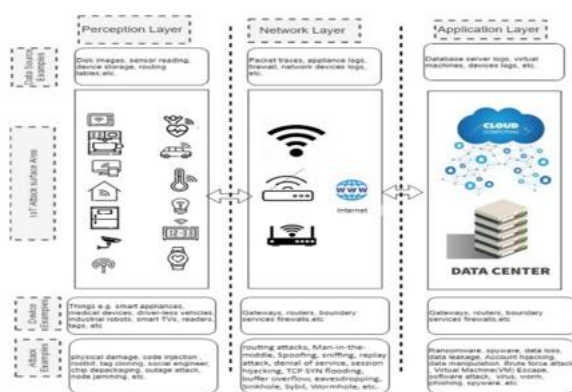 Perception Layer
Network Layer
Application Layer
Data Source
Examples
Disk images, sensor reading,
device storage, routing
tables,etc.
Packet traces, appliance logs,
firewall, network devices logs,
etc.
Database server logs, virtual
machines, devices logs, etc.
IoT Attack surface Area
www
Internet
CLOUD
COMPUTING
DATA CENTER
Device
Examples
Things e.g. smart appliances,
medical devices, driver-less vehicles,
industrial robots, smart TVs, readers,
tags, etc
Gateways, routers, boundary
services firewalls,etc
Gateways, routers, boundary
services firewalls,etc.
Attack
Examples
physical damage, code injection ,
rootkit, tag cloning, social engineer,
chip depackaging, outage attack,
node jamming, etc.
routing attacks, Man-in-the-
middle, Spoofing, sniffing, replay
attack, denial of service, session
hijacking, TCP SYN flooding,
buffer overflow, eavesdropping,
sinkhole, sybil, Wormhole, etc.
Ransomware, spyware, data loss,
data leakage, Account hijacking,
data manipulation, Brute force attack
, Virtual Machine(VM) Escape,
software attack, virus, worm,
phishing, spyware, etc.